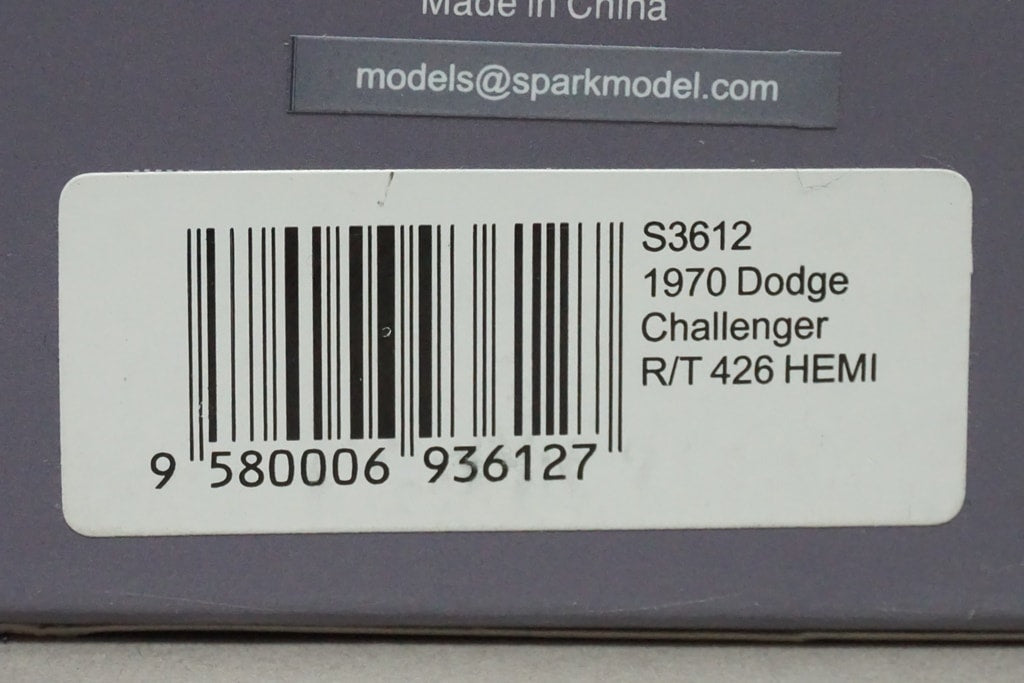 Made in China
models@sparkmodel.com
S3612
1970 Dodge
Challenger
R/T 426 HEMI
9 580006 936127